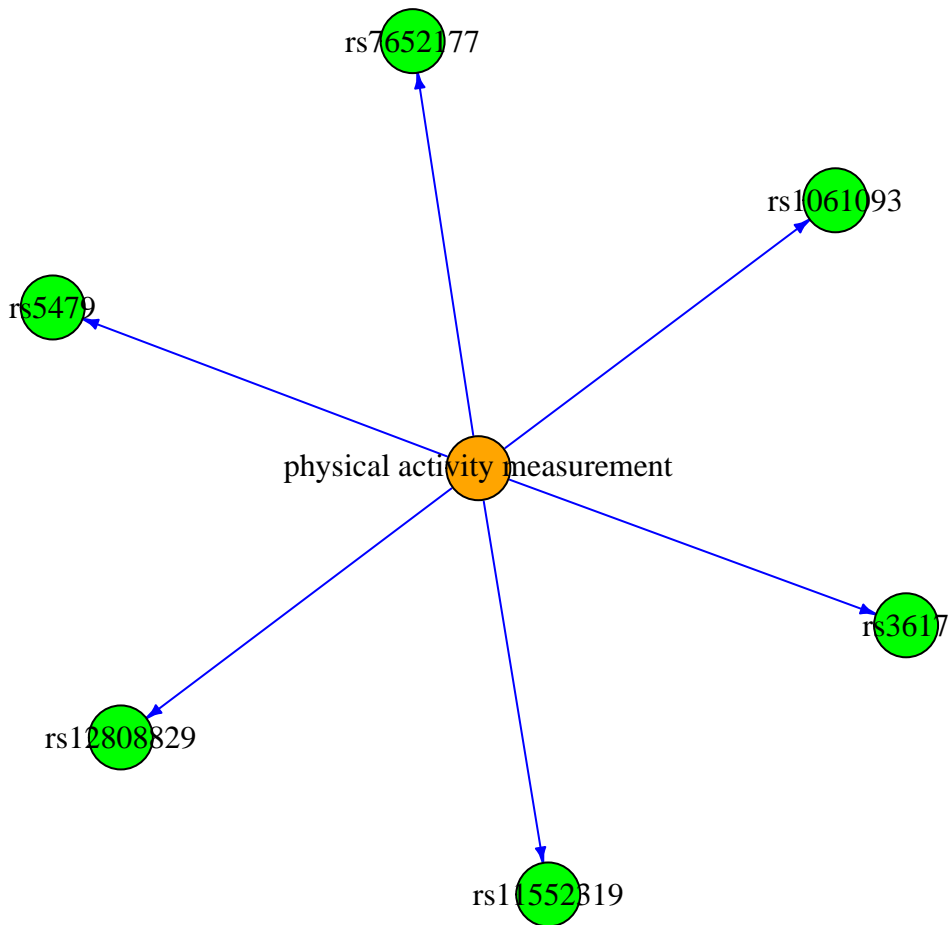 rs7652177
rs1061093
rs5479
physical activity measurement
rs3617
rs12808829
rs11552319